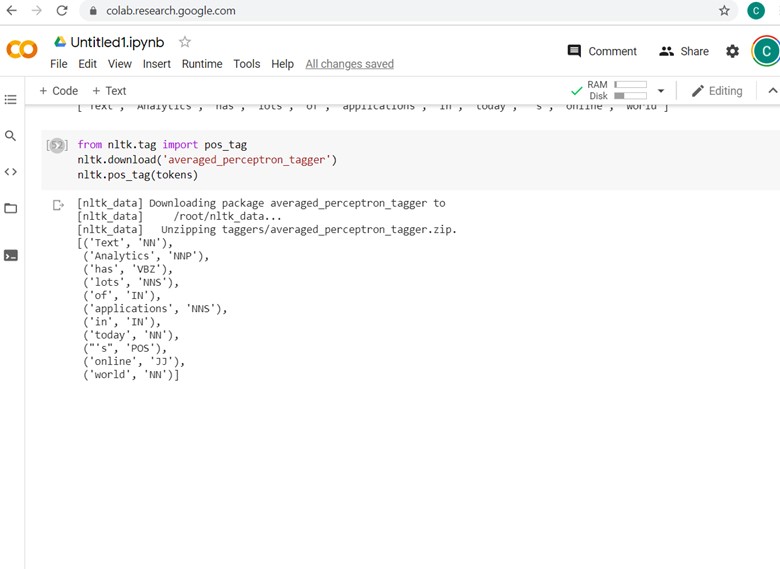 colab.research.google.com
C
Untitled1.ipynb
File Edit View Insert Runtime Tools Help All changes saved
Comment Share C
+ Code + Text
RAM
Disk
Editing
['Text', 'Analytics', 'has', 'lots', 'of', 'applications', 'in', 'today', "'s", 'online', 'world']
[52]
from nltk.tag import pos_tag
nltk.download('averaged_perceptron_tagger')
nltk.pos_tag(tokens)
[nltk_data] Downloading package averaged_perceptron_tagger to
[nltk_data]     /root/nltk_data...
[nltk_data]   Unzipping taggers/averaged_perceptron_tagger.zip.
[('Text', 'NN'),
('Analytics', 'NNP'),
('has', 'VBZ'),
('lots', 'NNS'),
('of', 'IN'),
('applications', 'NNS'),
('in', 'IN'),
('today', 'NN'),
("'s", 'POS'),
('online', 'JJ'),
('world', 'NN')]